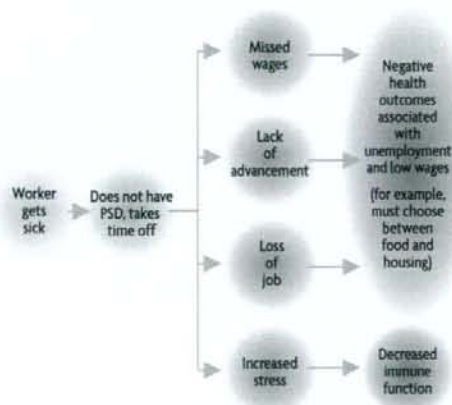 Worker
gets
sick
Does not have
PSD, takes
time off
Missed
wages
Lack
of
advancement
Loss
of
job
Increased
stress
Negative
health
outcomes
associated
with
unemployment
and low wages
(for example,
must choose
between
food and
housing)
Decreased
immune
function